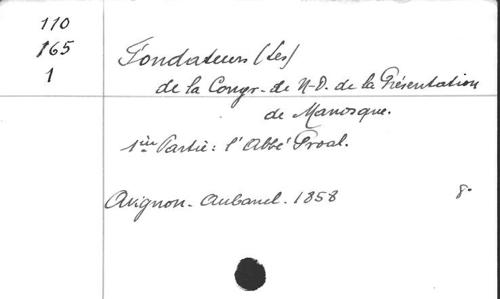 110
165
1
Fondateurs (Les)
de la Congr. de N-D. de la Présentation
de Manosque.
1ière Partie: l'Abbé Proal.
Avignon. Aubanel. 1858
8°